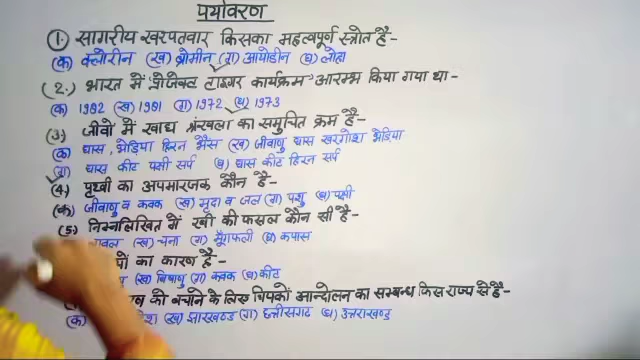 पर्यावरण
(1.) सागरीय खरपतवार किसका महत्वपूर्ण स्त्रोत है-
(क) क्लोरीन (ख) ब्रोमीन (ग) आयोडीन (घ) लोहा
(2.) भारत में "प्रोजेक्ट टाइगर कार्यक्रम" आरम्भ किया गया था-
(क) 1982 (ख) 1981 (ग) 1972 (घ) 1973
(3) जीवों में खाद्य श्रंखला का समुचित क्रम है-
(क) घास, भेड़िया हिरन भैंस (ख) जीवाणु घास खरगोश भेड़िया
(ग) घास कीट पक्षी सर्प (घ) घास कीट हिरन सर्प
(4) पृथ्वी का अपमारजक कौन है-
(क) जीवाणु व कवक (ख) मृदा व जल (ग) पशु (घ) पक्षी
(5) निम्नलिखित में रबी की फसल कौन सी है-
(ख) चना (ग) मूँगफली (घ) कपास
का कारण है-
(ख) विषाणु (ग) कवक (घ) कीट
को बचाने के लिए चिपको आन्दोलन का सम्बन्ध किस राज्य से है-
(क) (ख) झारखण्ड (ग) छत्तीसगढ (घ) उत्तराखण्ड